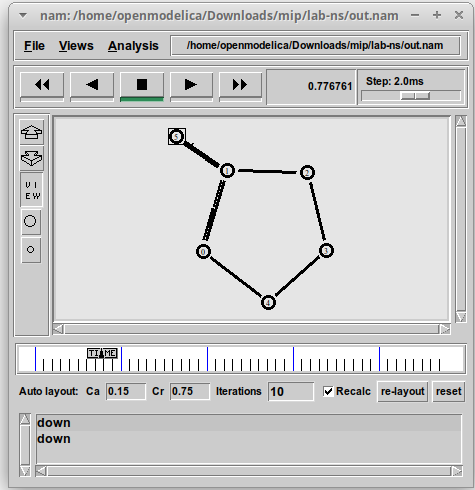 nam: /home/openmodelica/Downloads/mip/lab-ns/out.nam
File Views Analysis /home/openmodelica/Downloads/mip/lab-ns/out.nam
0.776761 Step: 2.0ms
VI
EW
5
1
2
0
3
4
TIME
Auto layout: Ca 0.15 Cr 0.75 Iterations 10 Recalc re-layout reset
down
down